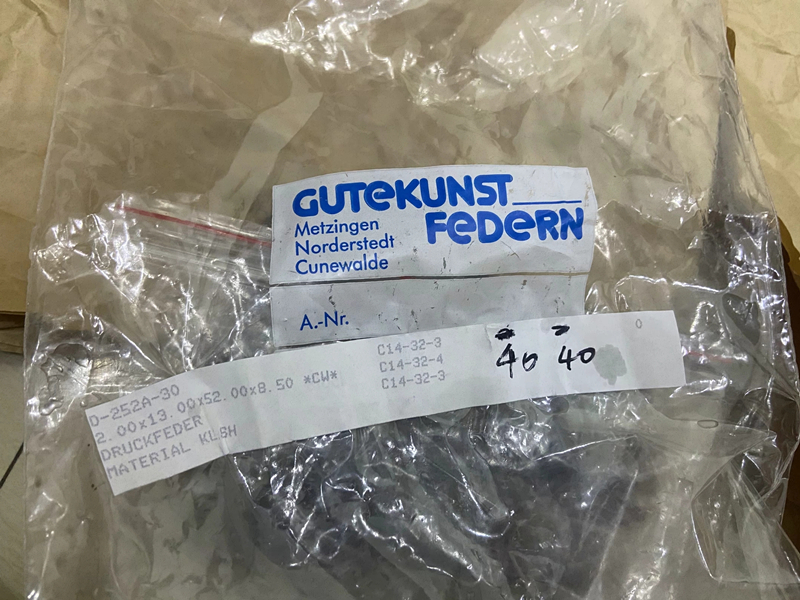 GUTEKUNST
FEDERN
Metzingen
Norderstedt
Cunewalde
A.-Nr.
D-252A-30
2.00x13.00x52.00x8.50 *CW*
DRUCKFEDER
MATERIAL KL&H
C14-32-3
C14-32-4
C14-32-3
40 40
0